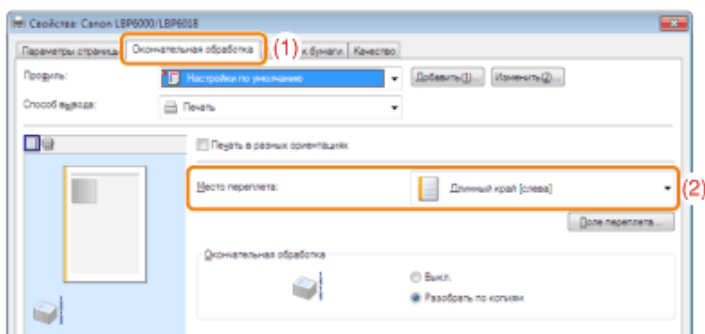 Свойства: Canon LBP6000/LBP6018
Параметры страницы Окончательная обработка (1) к бумаги Качество
Профиль: Настройки по умолчанию Добавить(1)... Изменить(2)...
Способ вывода: Печать
Печать в разных ориентациях
Место переплета: Длинный край [слева] (2)
Поле переплета...
Окончательная обработка
Выкл.
Разобрать по копиям